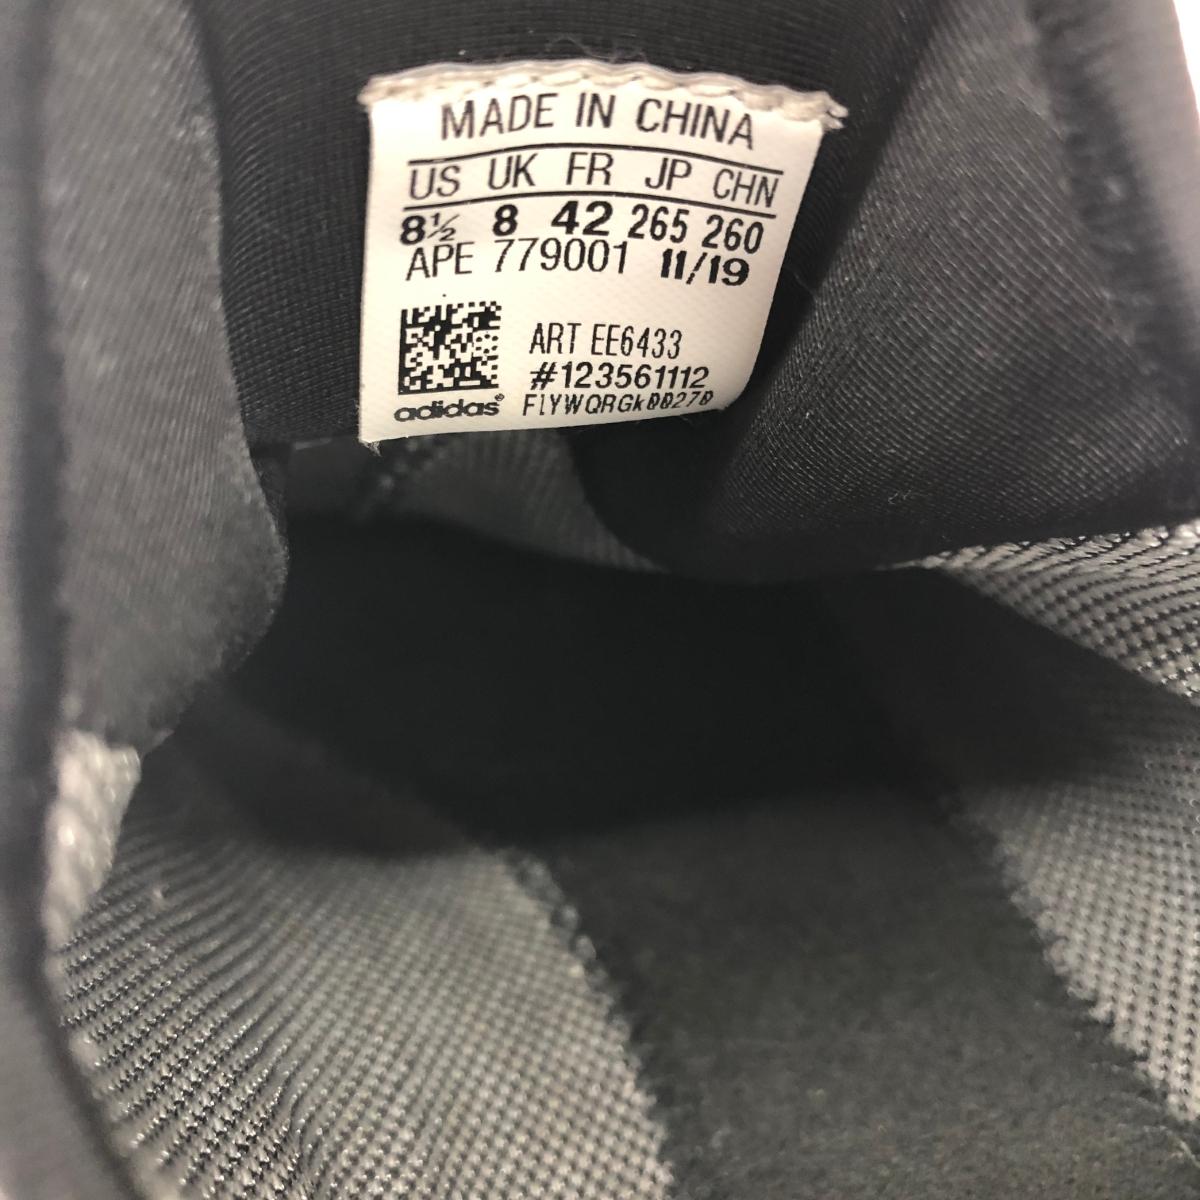 MADE IN CHINA
US UK FR JP CHN
8½ 8 42 265 260
APE 779001 11/19
ART EE6433
#123561112
adidas® F1YWQRGk00270